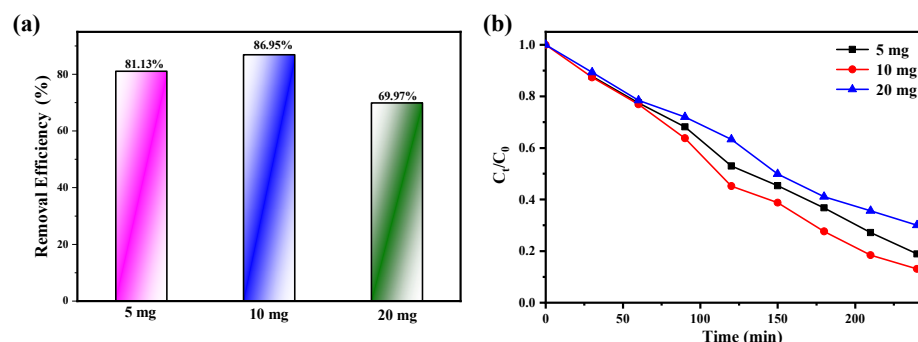 (a)
Removal Efficiency (%)
80
60
40
20
0
81.13%
86.95%
69.97%
5 mg
10 mg
20 mg
(b)
C_t/C_0
1.0
0.8
0.6
0.4
0.2
0.0
5 mg
10 mg
20 mg
0
50
100
150
200
Time (min)